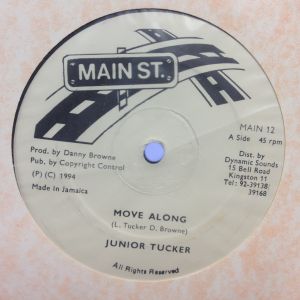 MAIN ST.
MAIN 12
A Side 45 rpm
Prod. by Danny Browne
Pub. by Copyright Control
(P) (C) 1994
Made in Jamaica
Dist. by
Dynamic Sounds
15 Bell Road
Kingston 11
Tel: 92-39138/
39168
MOVE ALONG
(L. Tucker D. Browne)
JUNIOR TUCKER
All Rights Reserved